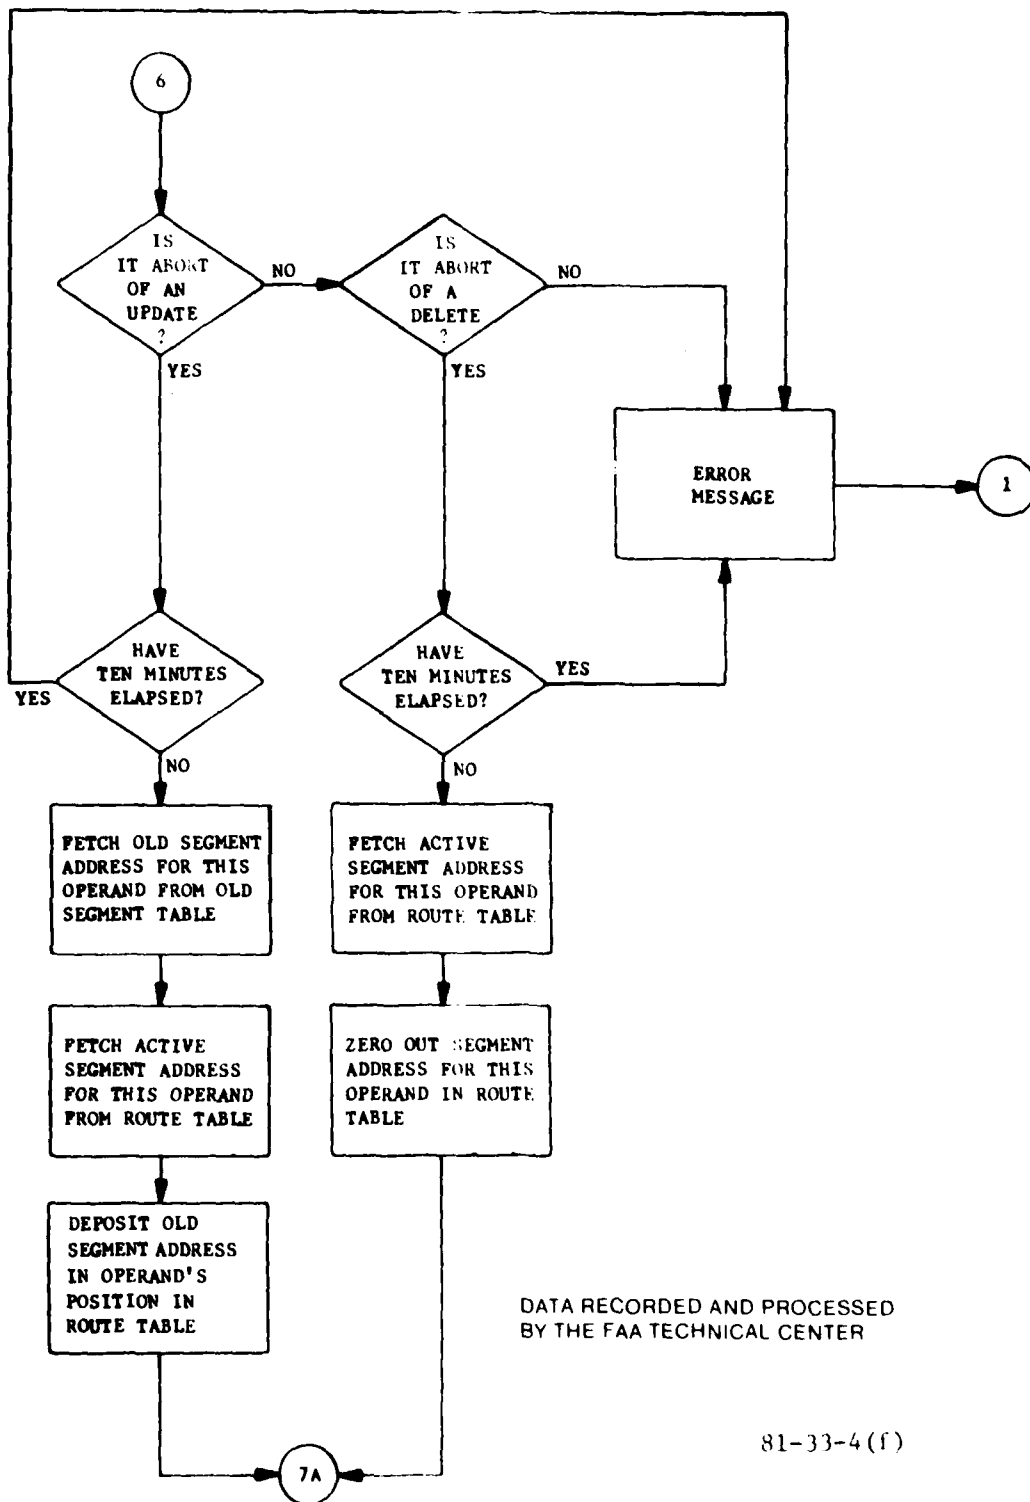 6
IS
IT ABORT
OF AN
UPDATE
?
NO
YES
IS
IT ABORT
OF A
DELETE
?
NO
YES
ERROR
MESSAGE
1
HAVE
TEN MINUTES
ELAPSED?
YES
NO
HAVE
TEN MINUTES
ELAPSED?
YES
NO
FETCH OLD SEGMENT
ADDRESS FOR THIS
OPERAND FROM OLD
SEGMENT TABLE
FETCH ACTIVE
SEGMENT ADDRESS
FOR THIS OPERAND
FROM ROUTE TABLE
FETCH ACTIVE
SEGMENT ADDRESS
FOR THIS OPERAND
FROM ROUTE TABLE
ZERO OUT SEGMENT
ADDRESS FOR THIS
OPERAND IN ROUTE
TABLE
DEPOSIT OLD
SEGMENT ADDRESS
IN OPERAND'S
POSITION IN
ROUTE TABLE
DATA RECORDED AND PROCESSED
BY THE FAA TECHNICAL CENTER
81-33-4(f)
7A